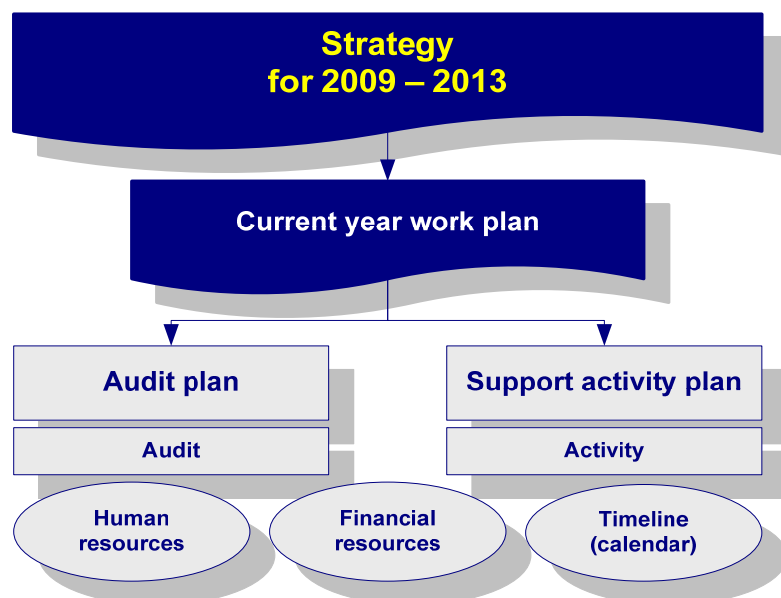 Strategy
for 2009 – 2013
Current year work plan
Audit plan
Support activity plan
Audit
Activity
Human
resources
Financial
resources
Timeline
(calendar)